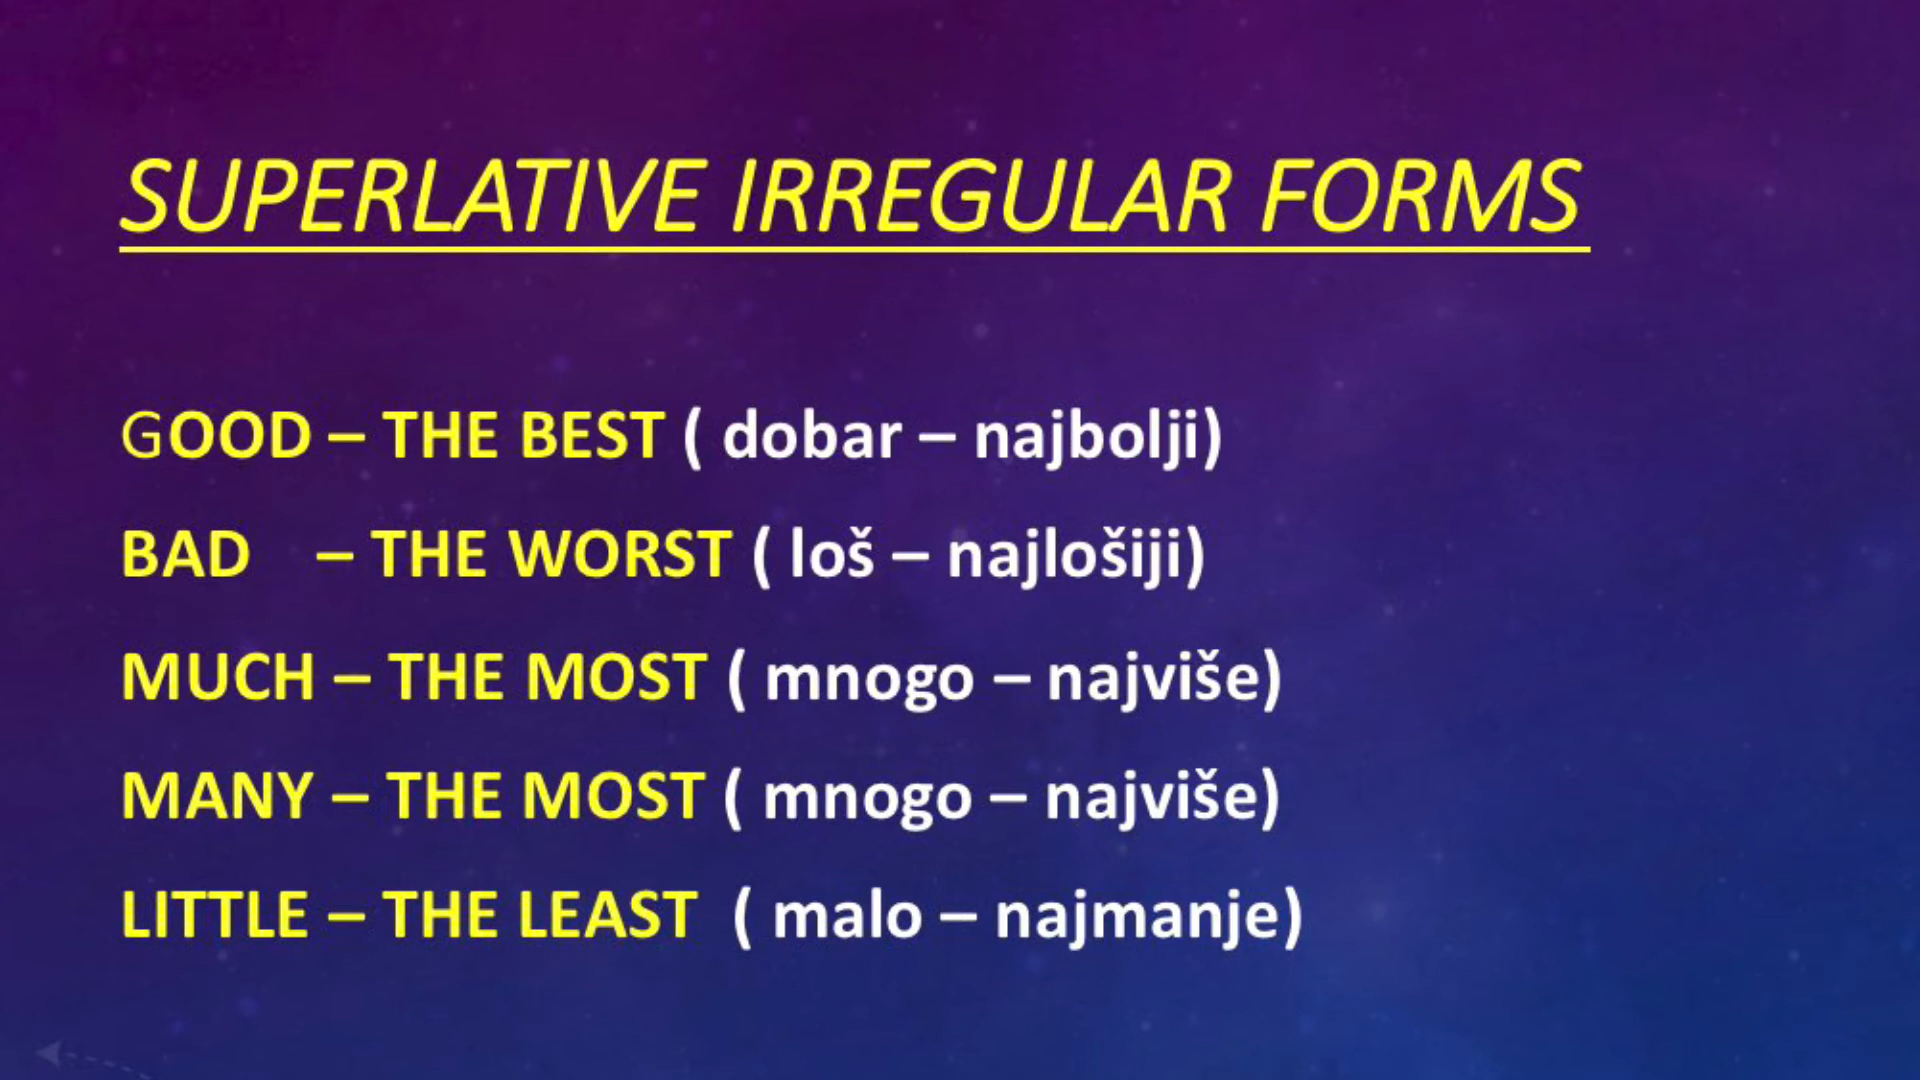 SUPERLATIVE IRREGULAR FORMS
GOOD – THE BEST ( dobar – najbolji)
BAD – THE WORST ( loš – najlošiji)
MUCH – THE MOST ( mnogo – najviše)
MANY – THE MOST ( mnogo – najviše)
LITTLE – THE LEAST ( malo – najmanje)